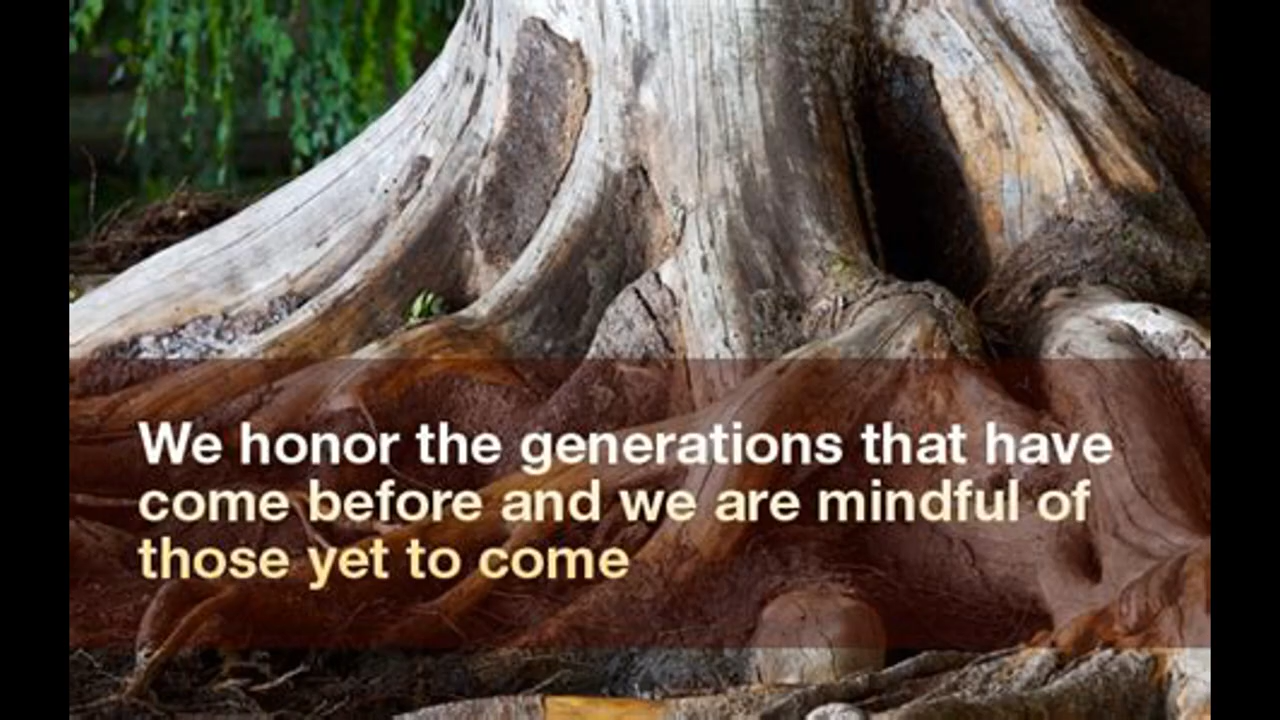 We honor the generations that have
come before and we are mindful of
those yet to come